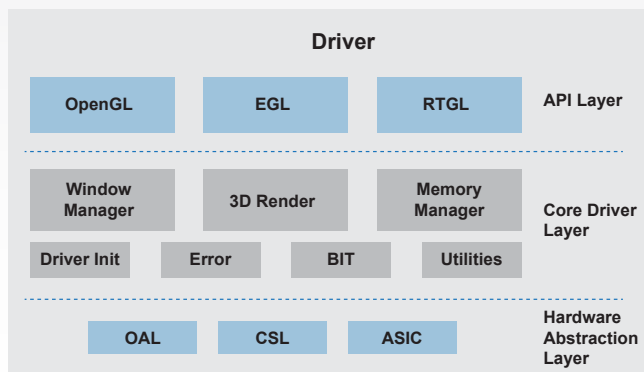 Driver
OpenGL
EGL
RTGL
API Layer
Window
Manager
3D Render
Memory
Manager
Core Driver
Layer
Driver Init
Error
BIT
Utilities
OAL
CSL
ASIC
Hardware
Abstraction
Layer